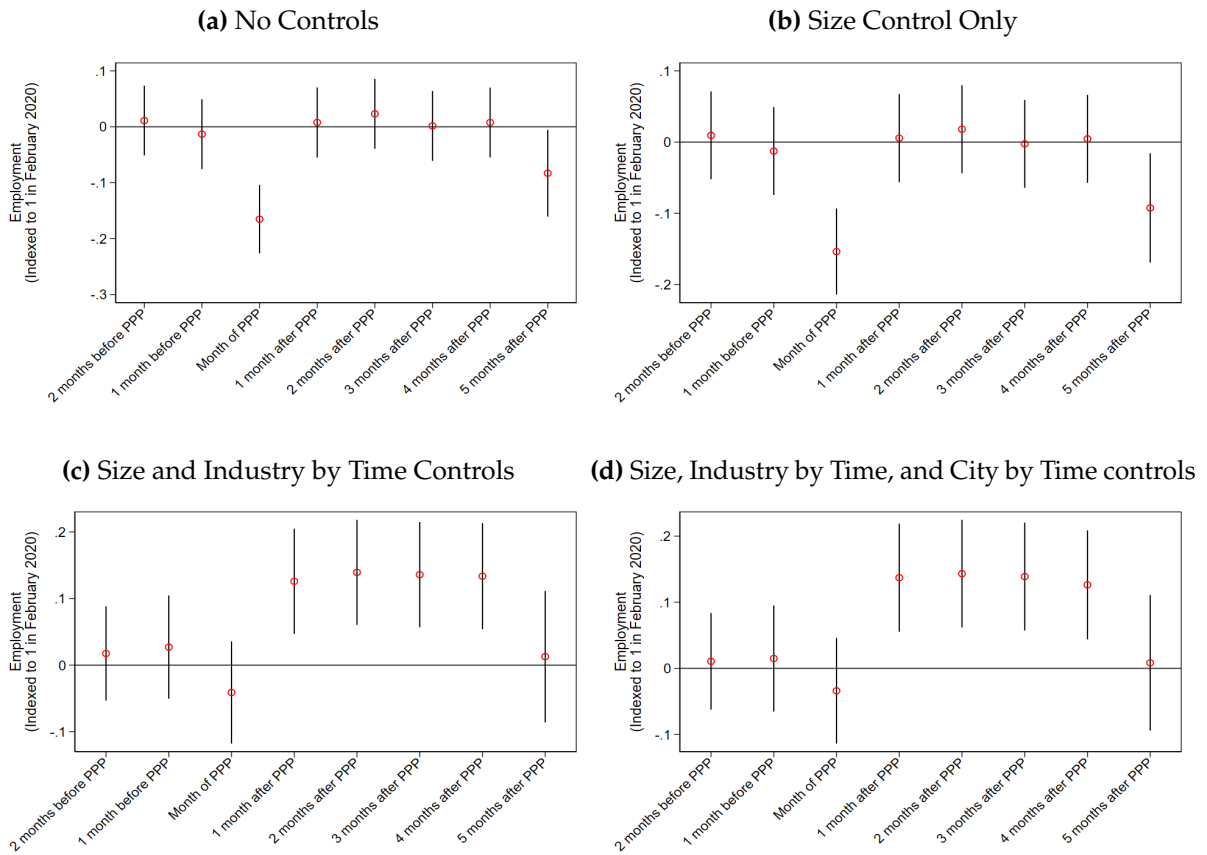 (a) No Controls
(b) Size Control Only
Employment
(Indexed to 1 in February 2020)
.1
0
-.1
-.2
-.3
2 months before PPP
1 month before PPP
Month of PPP
1 month after PPP
2 months after PPP
3 months after PPP
4 months after PPP
5 months after PPP
Employment
(Indexed to 1 in February 2020)
.1
0
-.1
-.2
2 months before PPP
1 month before PPP
Month of PPP
1 month after PPP
2 months after PPP
3 months after PPP
4 months after PPP
5 months after PPP
(c) Size and Industry by Time Controls
(d) Size, Industry by Time, and City by Time controls
Employment
(Indexed to 1 in February 2020)
.2
.1
0
-.1
2 months before PPP
1 month before PPP
Month of PPP
1 month after PPP
2 months after PPP
3 months after PPP
4 months after PPP
5 months after PPP
Employment
(Indexed to 1 in February 2020)
.2
.1
0
-.1
2 months before PPP
1 month before PPP
Month of PPP
1 month after PPP
2 months after PPP
3 months after PPP
4 months after PPP
5 months after PPP